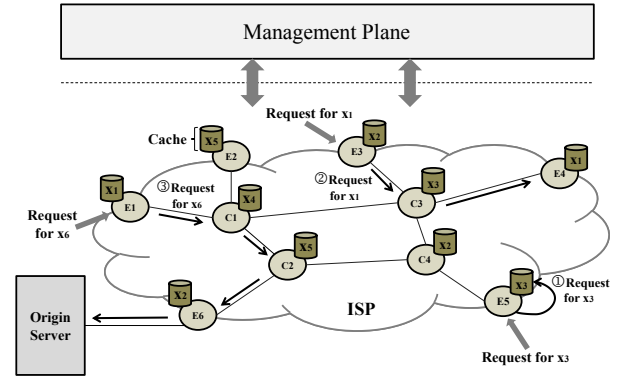 Management Plane
Request for x1
Cache
x5
E2
x2
E3
x1
E4
③Request
for x6
②Request
for x1
x1
E1
x4
C1
x3
C3
Request
for x6
x5
C2
x2
C4
x2
E6
ISP
x3
E5
①Request
for x3
Origin
Server
Request for x3